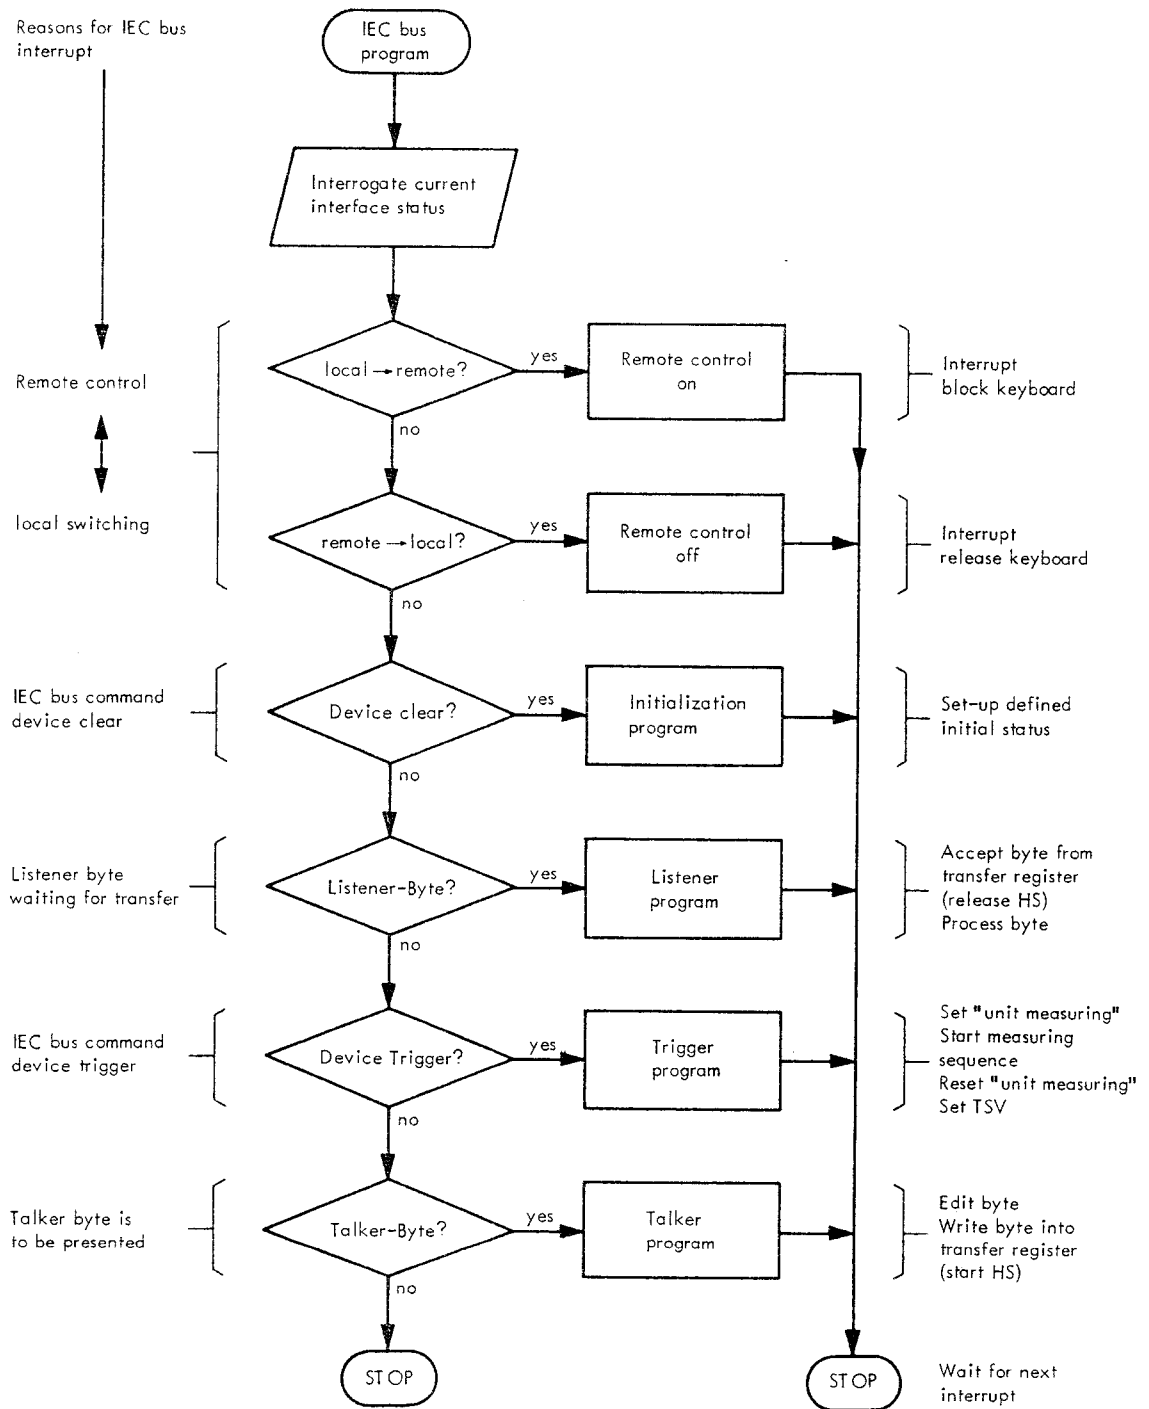 Reasons for IEC bus
interrupt
IEC bus
program
Interrogate current
interface status
Remote control
local switching
local → remote?
yes
no
Remote control
on
Interrupt
block keyboard
remote → local?
yes
no
Remote control
off
Interrupt
release keyboard
IEC bus command
device clear
Device clear?
yes
no
Initialization
program
Set-up defined
initial status
Listener byte
waiting for transfer
Listener-Byte?
yes
no
Listener
program
Accept byte from
transfer register
(release HS)
Process byte
IEC bus command
device trigger
Device Trigger?
yes
no
Trigger
program
Set "unit measuring"
Start measuring
sequence
Reset "unit measuring"
Set TSV
Talker byte is
to be presented
Talker-Byte?
yes
no
Talker
program
Edit byte
Write byte into
transfer register
(start HS)
STOP
STOP
Wait for next
interrupt